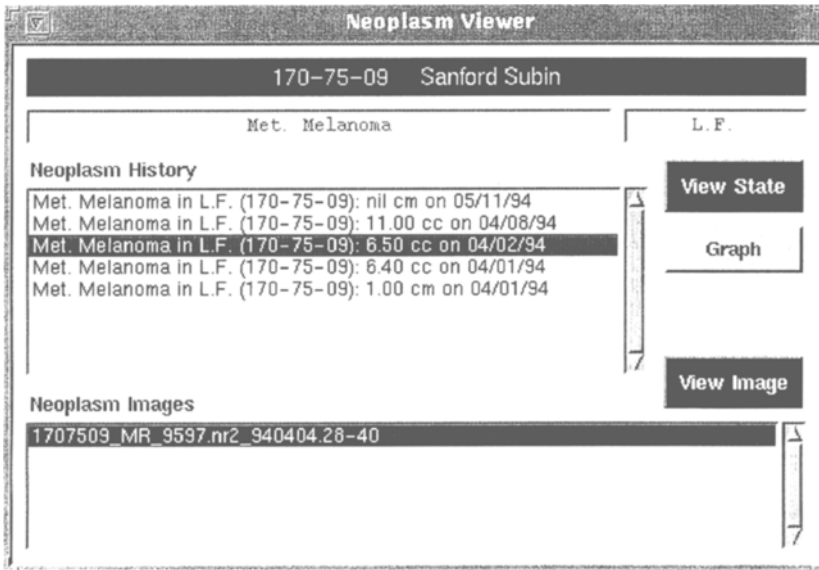 Neoplasm Viewer
170-75-09 Sanford Subin
Met. Melanoma L.F.
Neoplasm History
View State
Met. Melanoma in L.F. (170-75-09): nil cm on 05/11/94
Met. Melanoma in L.F. (170-75-09): 11.00 cc on 04/08/94
Met. Melanoma in L.F. (170-75-09): 6.50 cc on 04/02/94
Graph
Met. Melanoma in L.F. (170-75-09): 6.40 cc on 04/01/94
Met. Melanoma in L.F. (170-75-09): 1.00 cm on 04/01/94
View Image
Neoplasm Images
1707509_MR_9597.nr2_940404.28-40